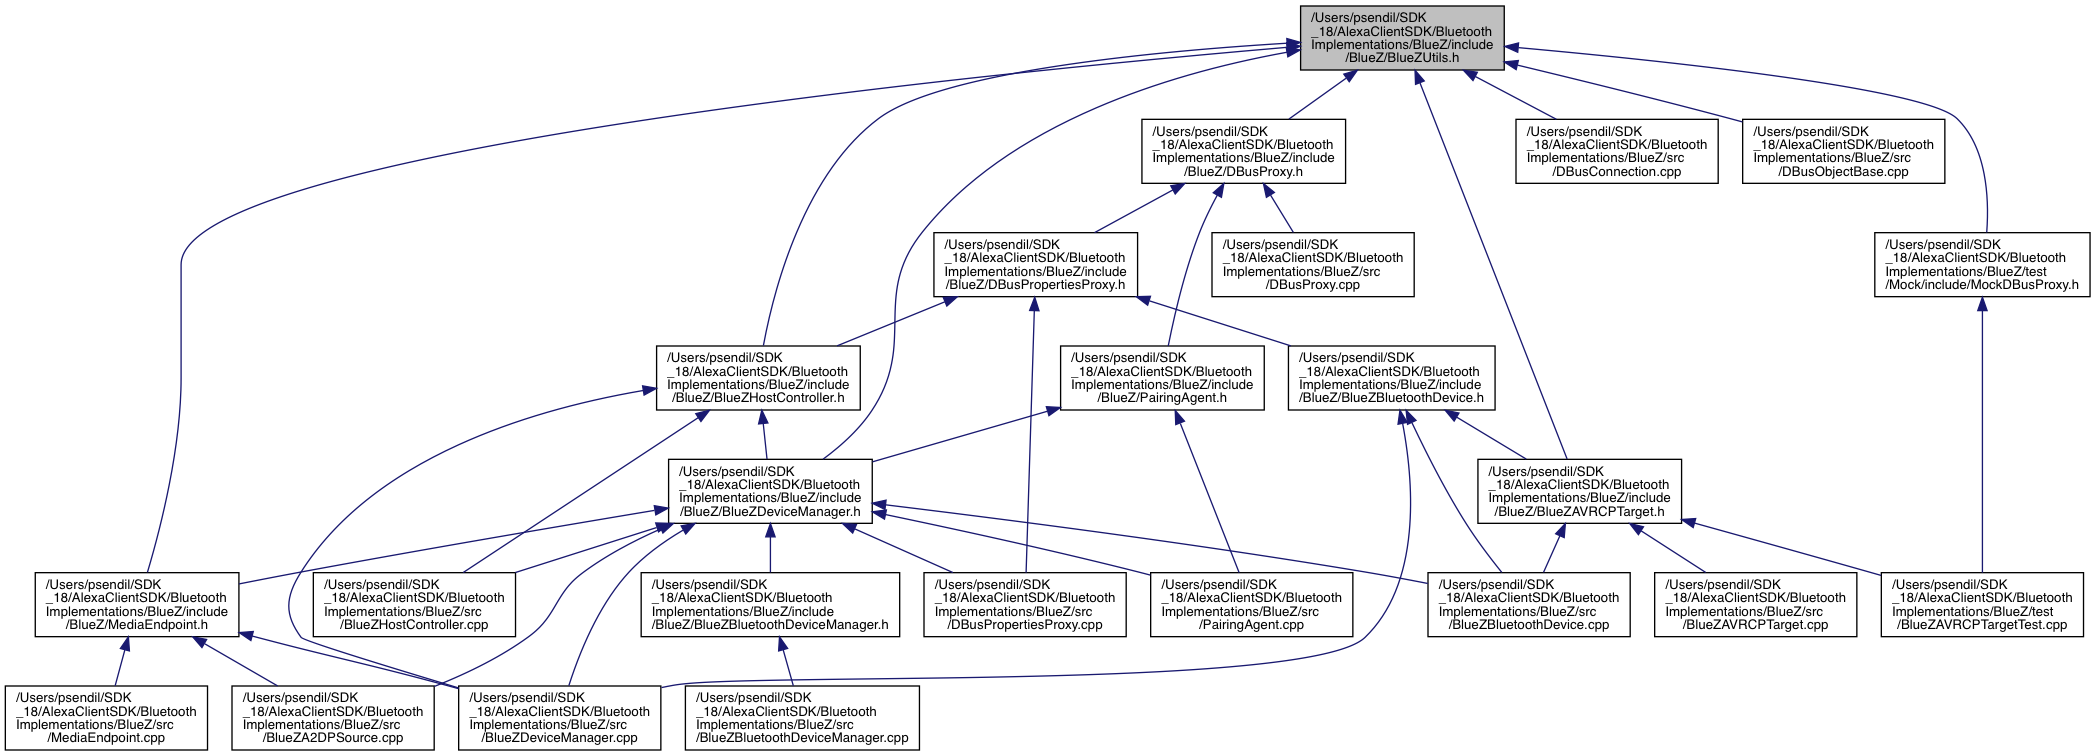 /Users/psendil/SDK
_18/AlexaClientSDK/Bluetooth
Implementations/BlueZ/include
/BlueZ/BlueZUtils.h
/Users/psendil/SDK
_18/AlexaClientSDK/Bluetooth
Implementations/BlueZ/include
/BlueZ/DBusProxy.h
/Users/psendil/SDK
_18/AlexaClientSDK/Bluetooth
Implementations/BlueZ/src
/DBusConnection.cpp
/Users/psendil/SDK
_18/AlexaClientSDK/Bluetooth
Implementations/BlueZ/src
/DBusObjectBase.cpp
/Users/psendil/SDK
_18/AlexaClientSDK/Bluetooth
Implementations/BlueZ/include
/BlueZ/DBusPropertiesProxy.h
/Users/psendil/SDK
_18/AlexaClientSDK/Bluetooth
Implementations/BlueZ/src
/DBusProxy.cpp
/Users/psendil/SDK
_18/AlexaClientSDK/Bluetooth
Implementations/BlueZ/test
/Mock/include/MockDBusProxy.h
/Users/psendil/SDK
_18/AlexaClientSDK/Bluetooth
Implementations/BlueZ/include
/BlueZ/BlueZHostController.h
/Users/psendil/SDK
_18/AlexaClientSDK/Bluetooth
Implementations/BlueZ/include
/BlueZ/PairingAgent.h
/Users/psendil/SDK
_18/AlexaClientSDK/Bluetooth
Implementations/BlueZ/include
/BlueZ/BlueZBluetoothDevice.h
/Users/psendil/SDK
_18/AlexaClientSDK/Bluetooth
Implementations/BlueZ/include
/BlueZ/BlueZDeviceManager.h
/Users/psendil/SDK
_18/AlexaClientSDK/Bluetooth
Implementations/BlueZ/include
/BlueZ/BlueZAVRCPTarget.h
/Users/psendil/SDK
_18/AlexaClientSDK/Bluetooth
Implementations/BlueZ/include
/BlueZ/MediaEndpoint.h
/Users/psendil/SDK
_18/AlexaClientSDK/Bluetooth
Implementations/BlueZ/src
/BlueZHostController.cpp
/Users/psendil/SDK
_18/AlexaClientSDK/Bluetooth
Implementations/BlueZ/include
/BlueZ/BlueZBluetoothDeviceManager.h
/Users/psendil/SDK
_18/AlexaClientSDK/Bluetooth
Implementations/BlueZ/src
/DBusPropertiesProxy.cpp
/Users/psendil/SDK
_18/AlexaClientSDK/Bluetooth
Implementations/BlueZ/src
/PairingAgent.cpp
/Users/psendil/SDK
_18/AlexaClientSDK/Bluetooth
Implementations/BlueZ/src
/BlueZBluetoothDevice.cpp
/Users/psendil/SDK
_18/AlexaClientSDK/Bluetooth
Implementations/BlueZ/src
/BlueZAVRCPTarget.cpp
/Users/psendil/SDK
_18/AlexaClientSDK/Bluetooth
Implementations/BlueZ/test
/BlueZAVRCPTargetTest.cpp
/Users/psendil/SDK
_18/AlexaClientSDK/Bluetooth
Implementations/BlueZ/src
/MediaEndpoint.cpp
/Users/psendil/SDK
_18/AlexaClientSDK/Bluetooth
Implementations/BlueZ/src
/BlueZA2DPSource.cpp
/Users/psendil/SDK
_18/AlexaClientSDK/Bluetooth
Implementations/BlueZ/src
/BlueZDeviceManager.cpp
/Users/psendil/SDK
_18/AlexaClientSDK/Bluetooth
Implementations/BlueZ/src
/BlueZBluetoothDeviceManager.cpp